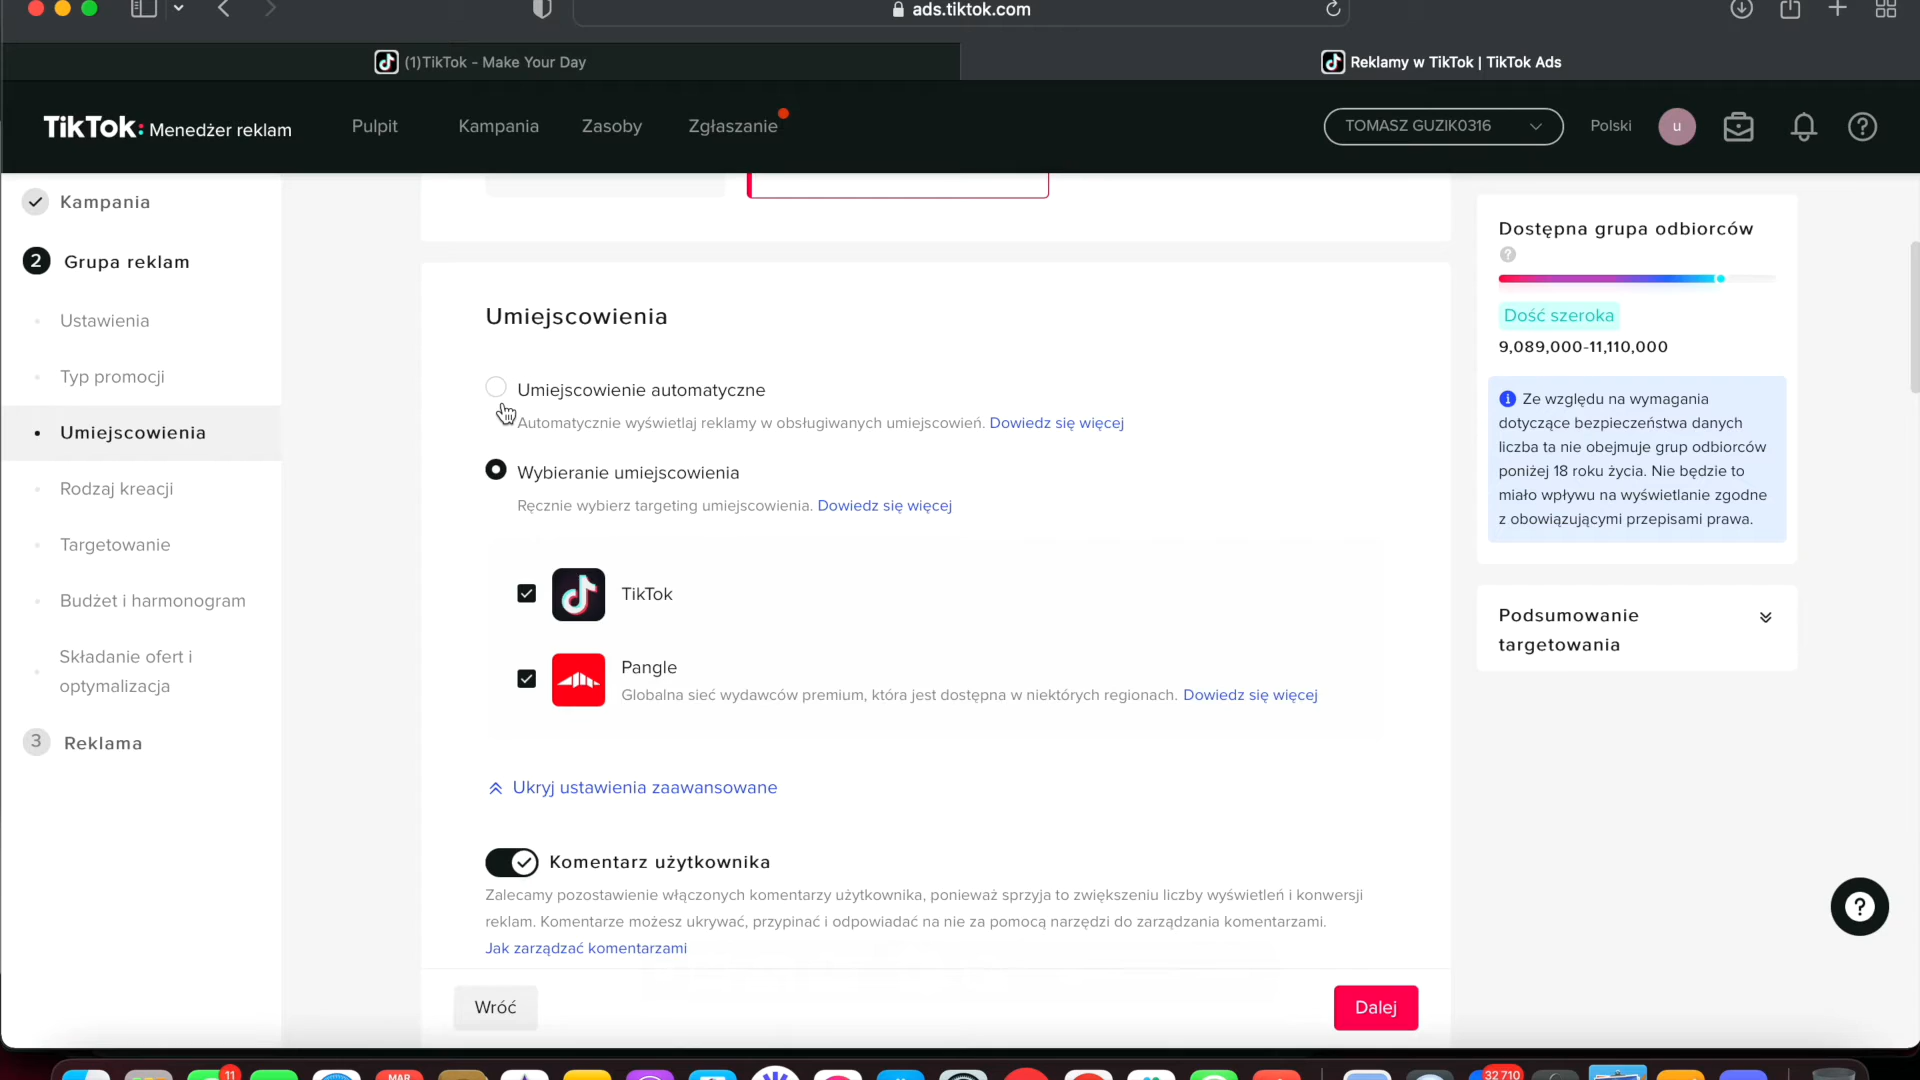 ads.tiktok.com
(1)TikTok - Make Your Day
Reklamy w TikTok | TikTok Ads
TikTok: Menedżer reklam
Pulpit
Kampania
Zasoby
Zgłaszanie
TOMASZ GUZIK0316
Polski
u
Kampania
2 Grupa reklam
Ustawienia
Typ promocji
Umiejscowienia
Rodzaj kreacji
Targetowanie
Budżet i harmonogram
Składanie ofert i
optymalizacja
3 Reklama
Umiejscowienia
Umiejscowienie automatyczne
Automatycznie wyświetlaj reklamy w obsługiwanych umiejscowień. Dowiedz się więcej
Wybieranie umiejscowienia
Ręcznie wybierz targeting umiejscowienia. Dowiedz się więcej
TikTok
Pangle
Globalna sieć wydawców premium, która jest dostępna w niektórych regionach. Dowiedz się więcej
Ukryj ustawienia zaawansowane
Komentarz użytkownika
Zalecamy pozostawienie włączonych komentarzy użytkownika, ponieważ sprzyja to zwiększeniu liczby wyświetleń i konwersji
reklam. Komentarze możesz ukrywać, przypinać i odpowiadać na nie za pomocą narzędzi do zarządzania komentarzami.
Jak zarządzać komentarzami
Wróć
Dalej
Dostępna grupa odbiorców
Dość szeroka
9,089,000-11,110,000
Ze względu na wymagania
dotyczące bezpieczeństwa danych
liczba ta nie obejmuje grup odbiorców
poniżej 18 roku życia. Nie będzie to
miało wpływu na wyświetlanie zgodne
z obowiązującymi przepisami prawa.
Podsumowanie
targetowania
11
MAR
32 710